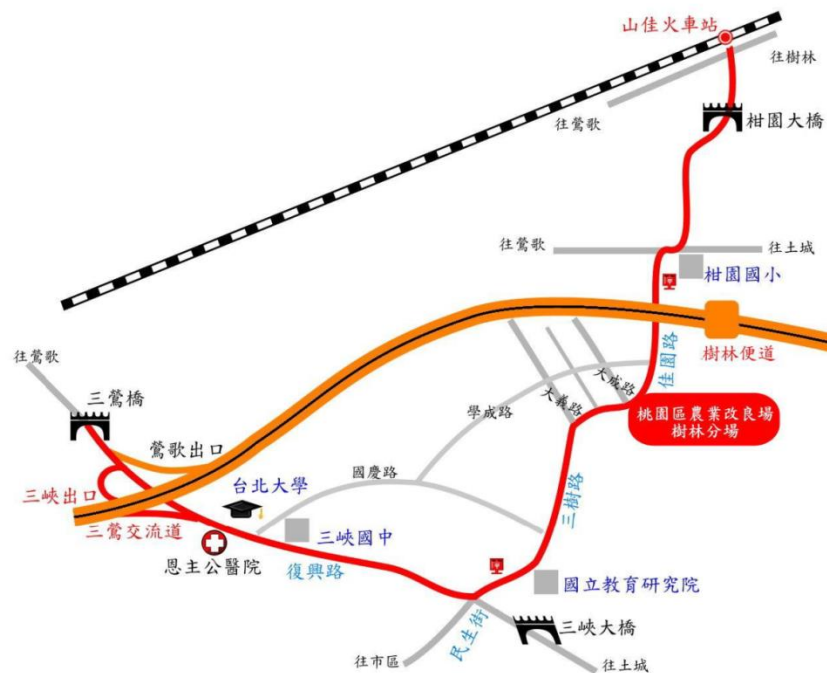 山佳火車站
往樹林
往鶯歌
柑園大橋
往鶯歌
往土城
柑園國小
往鶯歌
三鶯橋
樹林便道
佳園路
大成路
大義路
學成路
桃園區農業改良場
樹林分場
鶯歌出口
國慶路
三峽出口
台北大學
三樹路
三鶯交流道
三峽國中
恩主公醫院
復興路
國立教育研究院
民生街
三峽大橋
往市區
往土城